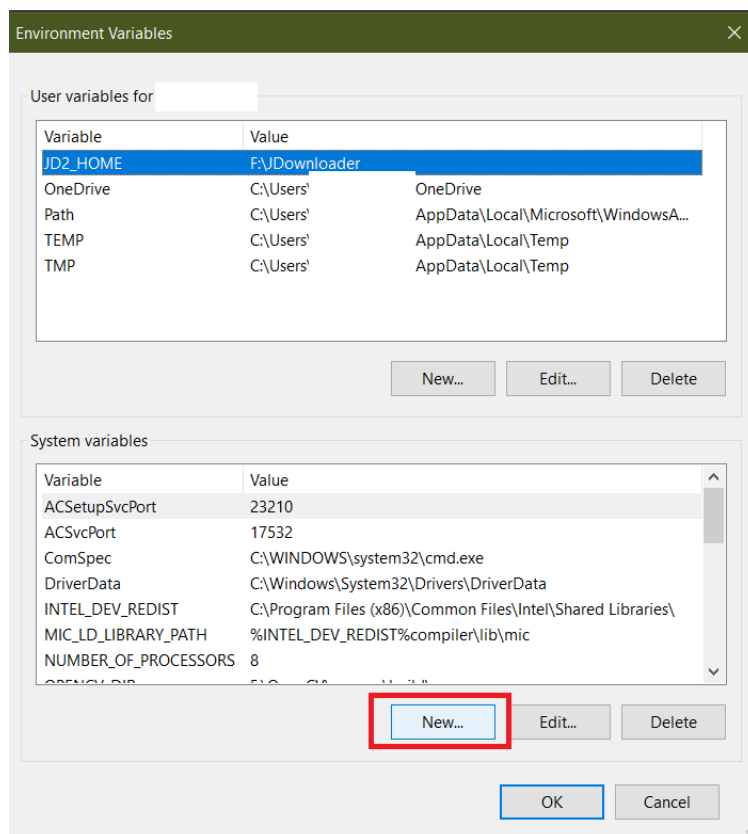 Environment Variables
User variables for
Variable Value
JD2_HOME F:\JDownloader
OneDrive C:\Users' OneDrive
Path C:\Users' AppData\Local\Microsoft\WindowsA...
TEMP C:\Users' AppData\Local\Temp
TMP C:\Users' AppData\Local\Temp
New... Edit... Delete
System variables
Variable Value
ACSetupSvcPort 23210
ACSvcPort 17532
ComSpec C:\WINDOWS\system32\cmd.exe
DriverData C:\Windows\System32\Drivers\DriverData
INTEL_DEV_REDIST C:\Program Files (x86)\Common Files\Intel\Shared Libraries\
MIC_LD_LIBRARY_PATH %INTEL_DEV_REDIST%compiler\lib\mic
NUMBER_OF_PROCESSORS 8
New... Edit... Delete
OK Cancel